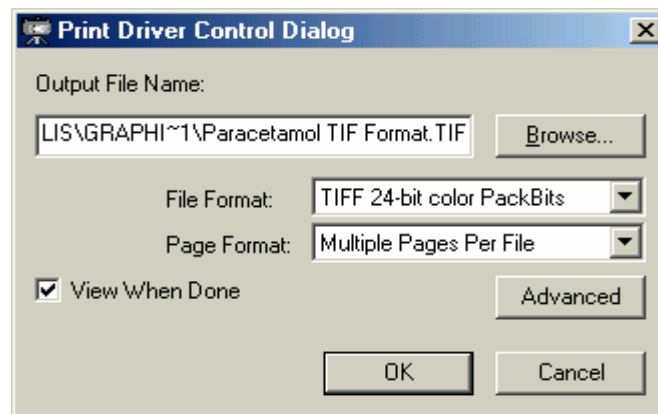 Print Driver Control Dialog
Output File Name:
LIS\GRAPHI~1\Paracetamol TIF Format.TIF
Browse...
File Format: TIFF 24-bit color PackBits
Page Format: Multiple Pages Per File
View When Done
Advanced
OK Cancel